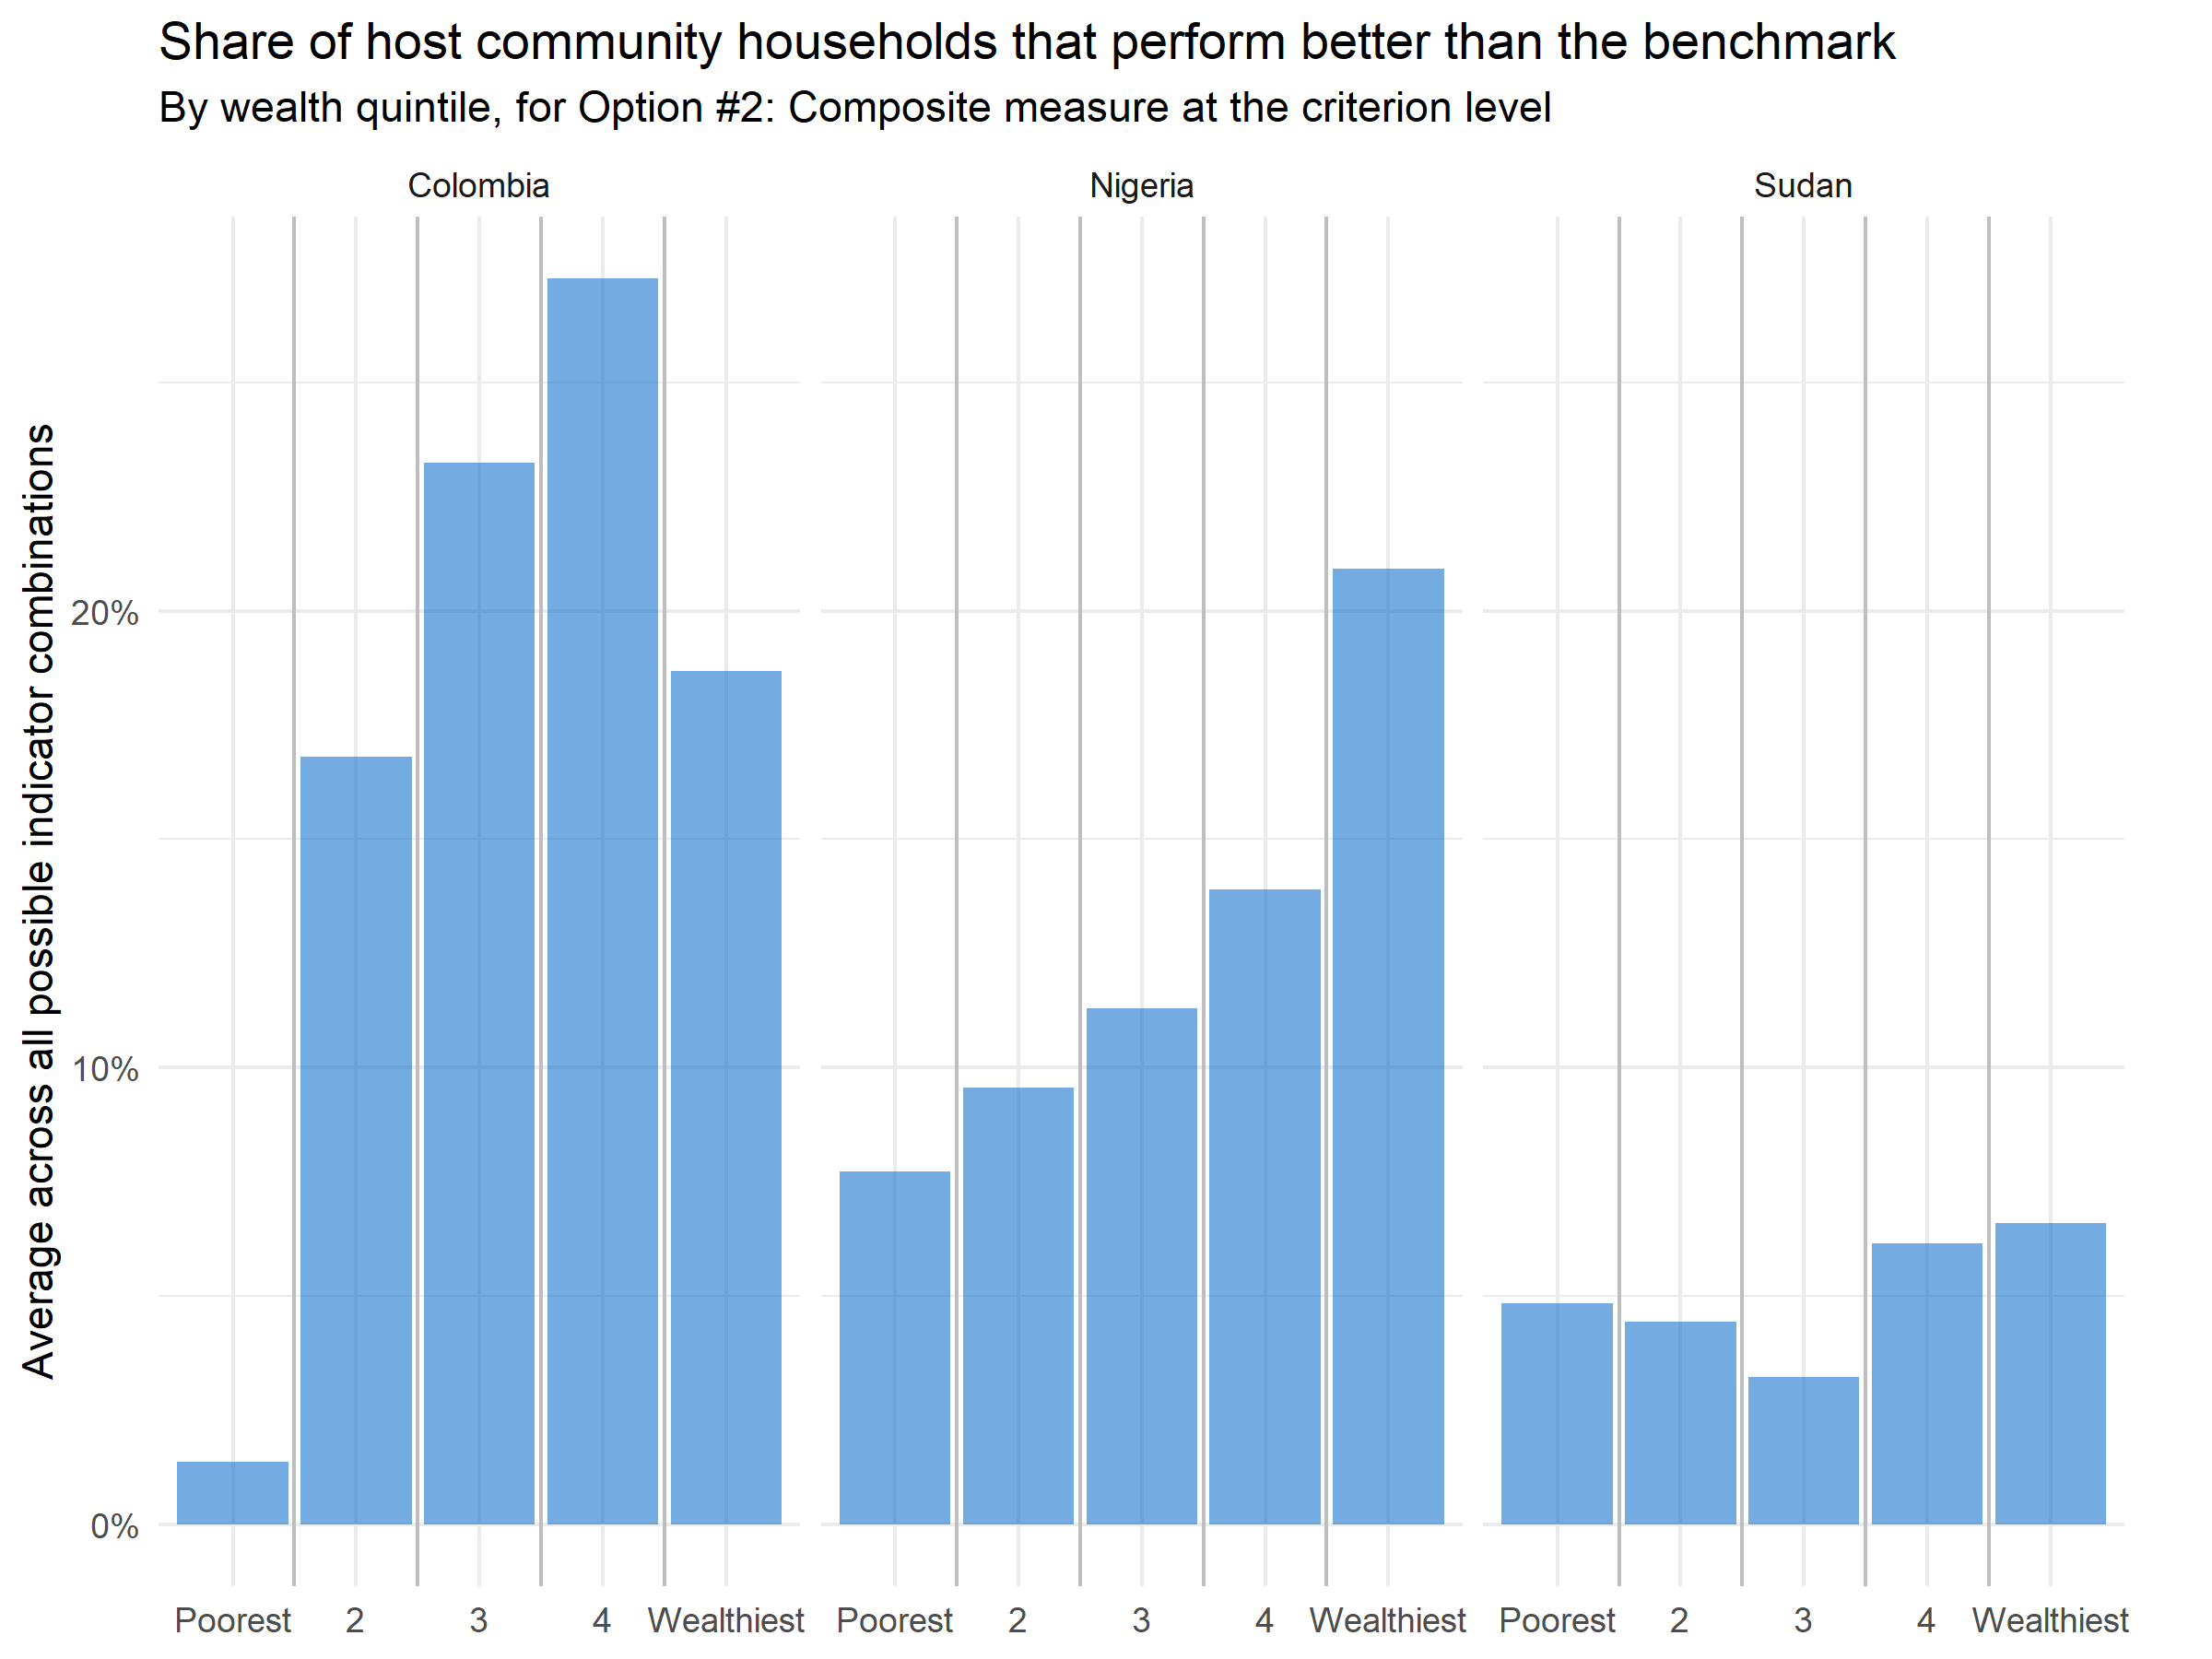 Share of host community households that perform better than the benchmark
By wealth quintile, for Option #2: Composite measure at the criterion level
Colombia Nigeria Sudan
Average across all possible indicator combinations
20%
10%
0%
Poorest 2 3 4 Wealthiest Poorest 2 3 4 Wealthiest Poorest 2 3 4 Wealthiest